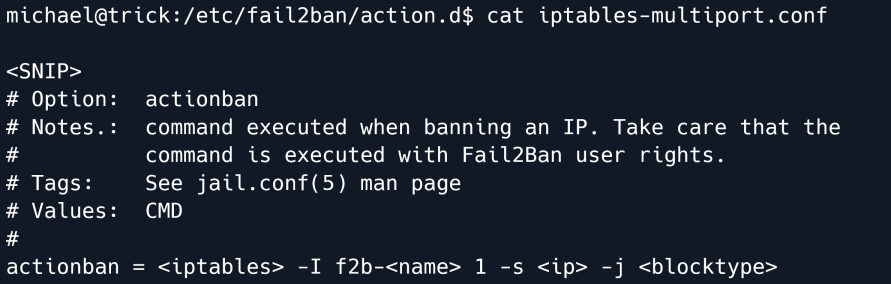 michael@trick:/etc/fail2ban/action.d$ cat iptables-multiport.conf
<SNIP>
# Option:  actionban
# Notes.:  command executed when banning an IP. Take care that the
#          command is executed with Fail2Ban user rights.
# Tags:    See jail.conf(5) man page
# Values:  CMD
#
actionban = <iptables> -I f2b-<name> 1 -s <ip> -j <blocktype>